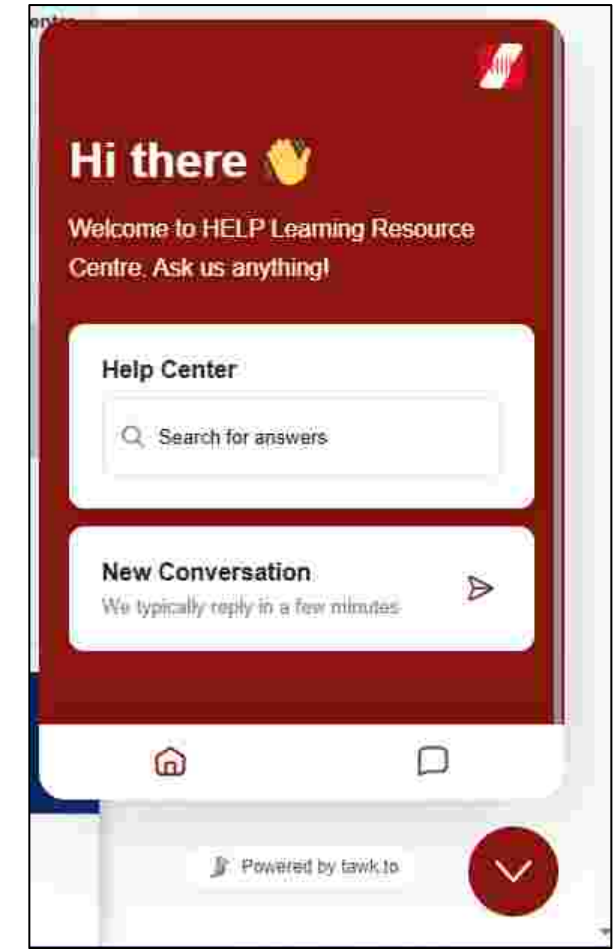 Hi there 👋
Welcome to HELP Learning Resource
Centre. Ask us anything!
Help Center
Search for answers
New Conversation
We typically reply in a few minutes
Powered by tawk.to